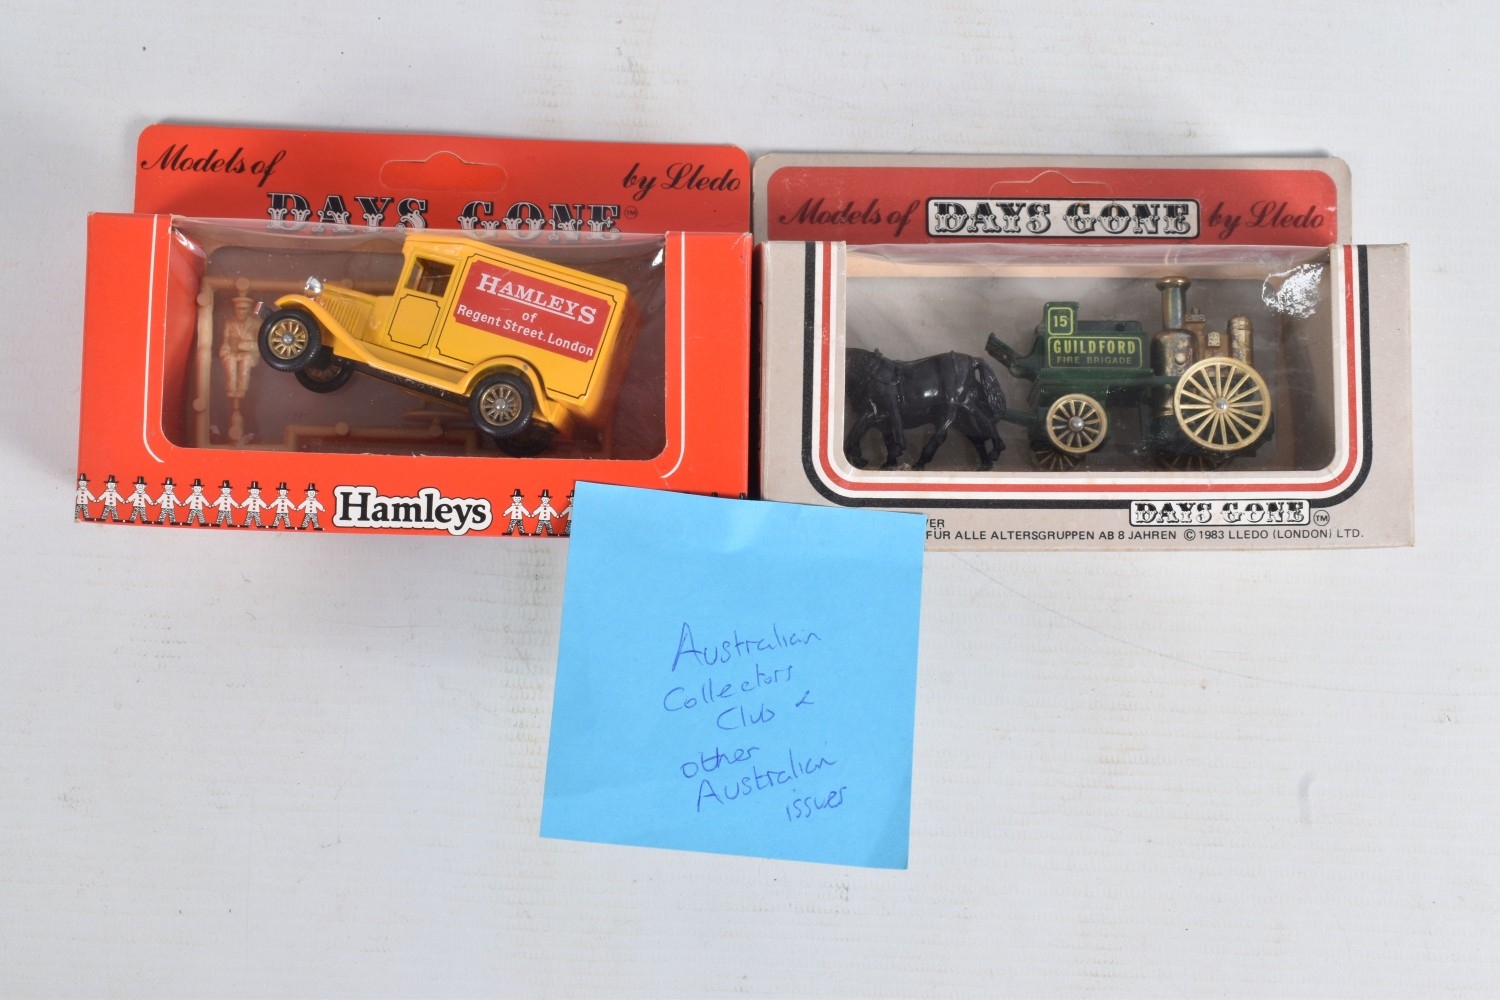 Models of by Lledo
DAYS GONE™
HAMLEYS
of
Regent Street. London
Hamleys
Models of DAYS GONE by Lledo
15
GUILDFORD
FIRE BRIGADE
DAYS GONE™
FÜR ALLE ALTERSGRUPPEN AB 8 JAHREN © 1983 LLEDO (LONDON) LTD.
Australian
Collectors
Club &
other
Australian
issues